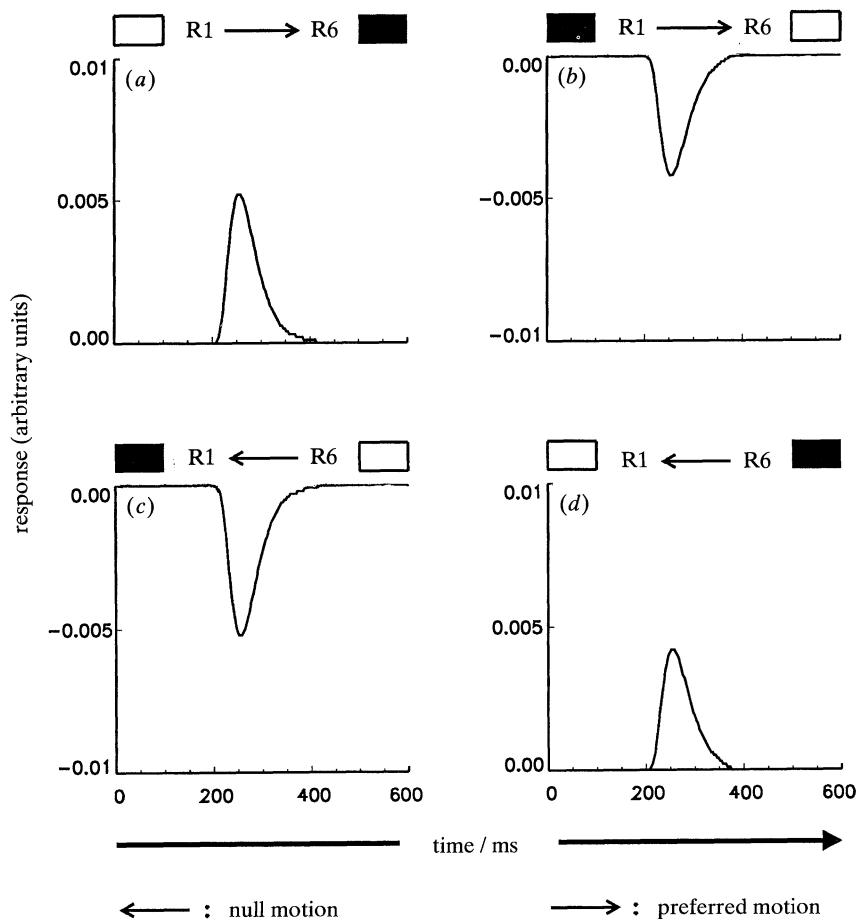 R1 → R6
R1 → R6
0.01
(a)
0.005
0.00
0.00
(b)
−0.005
−0.01
response (arbitrary units)
R1 ← R6
R1 ← R6
0.00
(c)
−0.005
−0.01
0.01
(d)
0.005
0.00
0 200 400 600
0 200 400 600
time / ms
← : null motion
→ : preferred motion